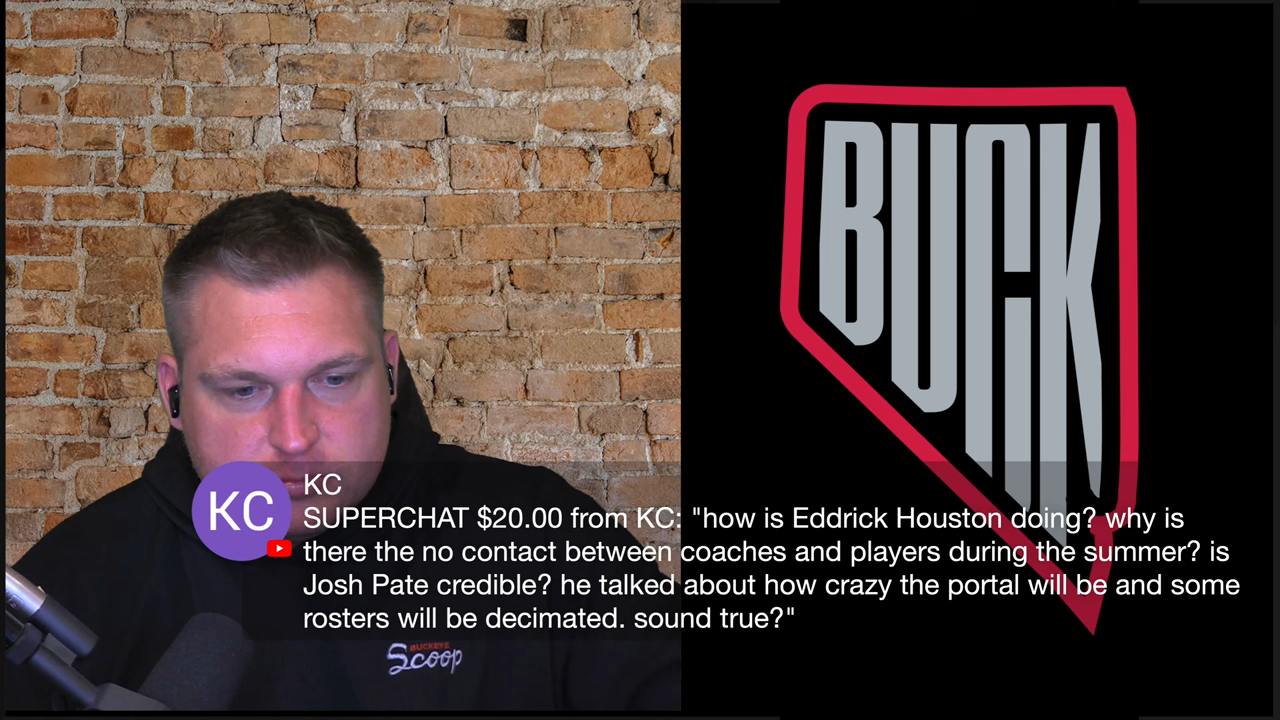 BUCK
KC
KC
SUPERCHAT $20.00 from KC: "how is Eddrick Houston doing? why is
there the no contact between coaches and players during the summer? is
Josh Pate credible? he talked about how crazy the portal will be and some
rosters will be decimated. sound true?"
BUCKEYE
Scoop